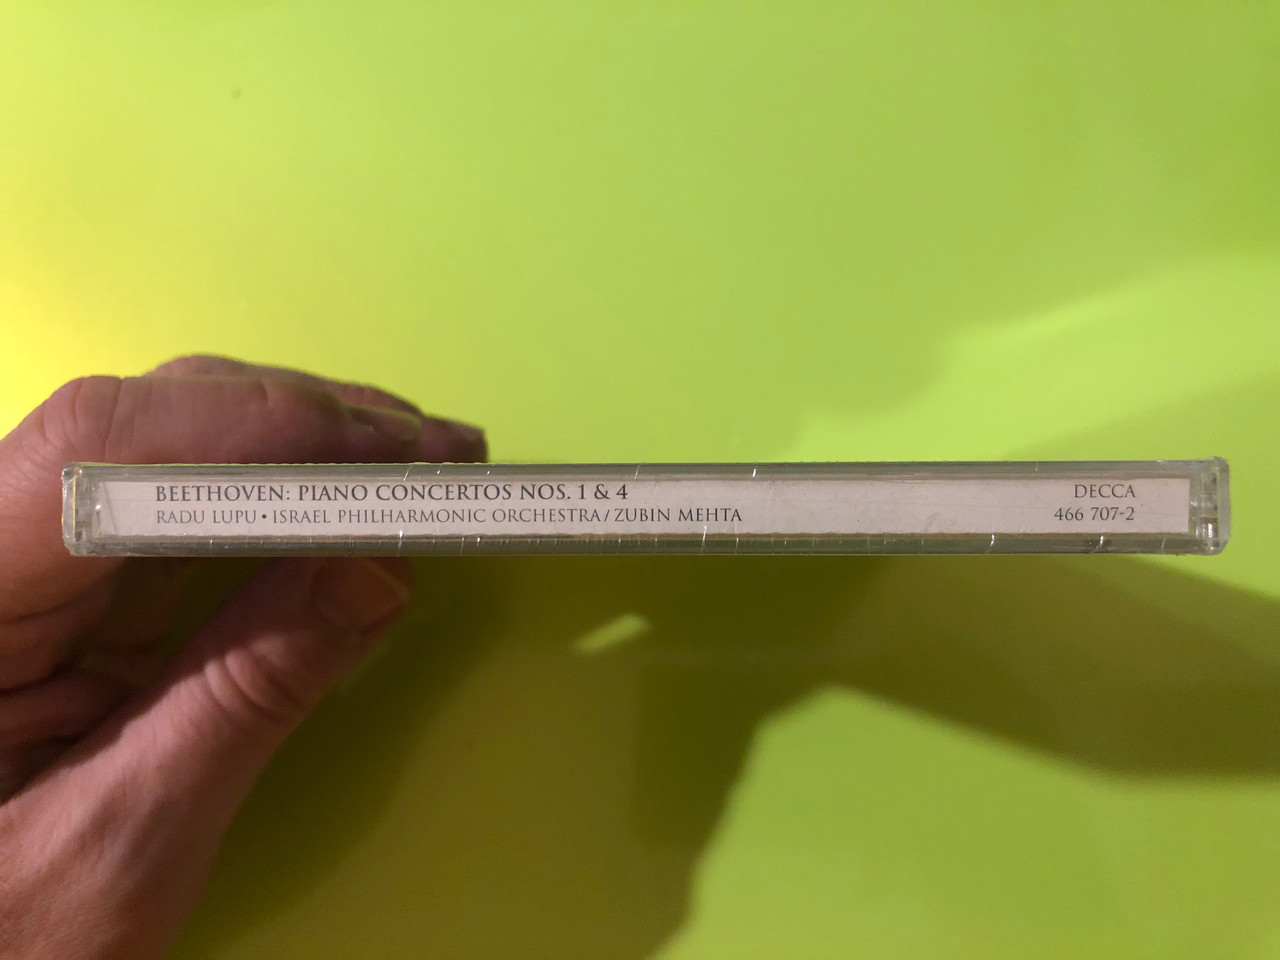 BEETHOVEN: PIANO CONCERTOS NOS. 1 & 4
RADU LUPU • ISRAEL PHILHARMONIC ORCHESTRA/ZUBIN MEHTA
DECCA
466 707-2